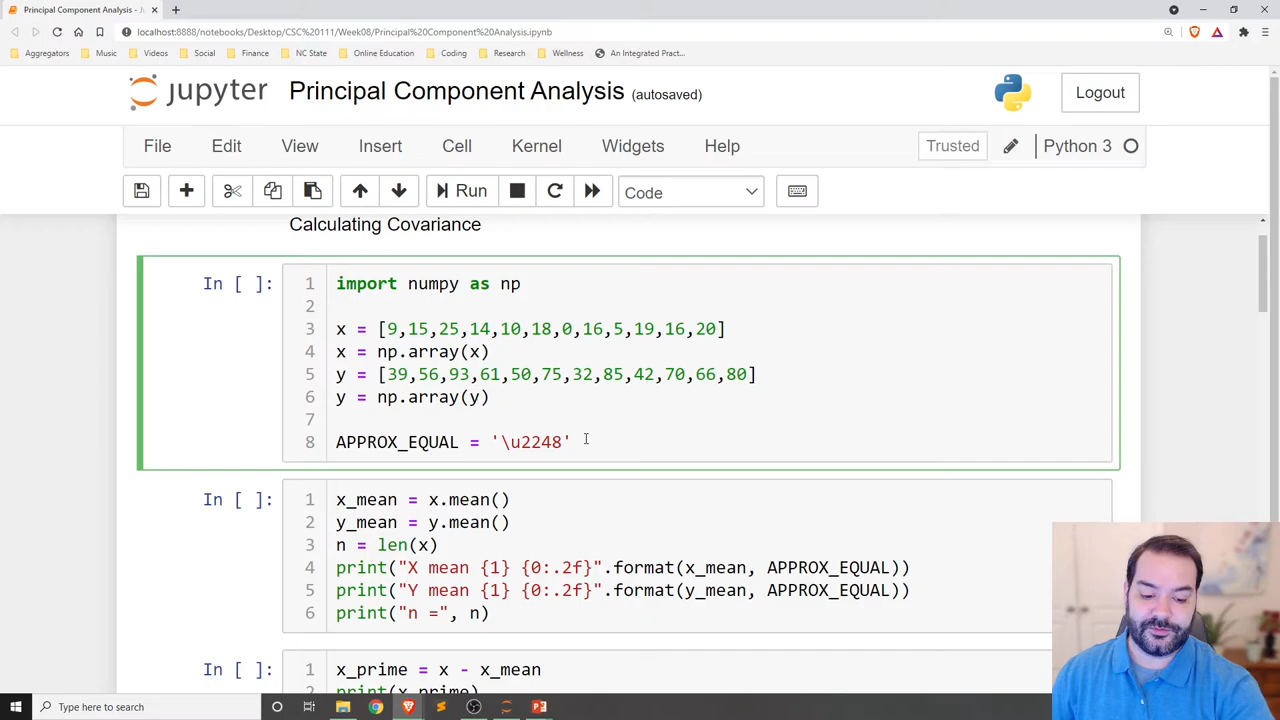 Principal Component Analysis -
localhost:8888/notebooks/Desktop/CSC%20111/Week08/Principal%20Component%20Analysis.ipynb
Aggregators Music Videos Social Finance NC State Online Education Coding Research Wellness An Integrated Pract...
jupyter Principal Component Analysis (autosaved) Logout
File Edit View Insert Cell Kernel Widgets Help Trusted Python 3
Run Code
Calculating Covariance
In [ ]: 1 import numpy as np
2
3 x = [9,15,25,14,10,18,0,16,5,19,16,20]
4 x = np.array(x)
5 y = [39,56,93,61,50,75,32,85,42,70,66,80]
6 y = np.array(y)
7
8 APPROX_EQUAL = '\u2248'
In [ ]: 1 x_mean = x.mean()
2 y_mean = y.mean()
3 n = len(x)
4 print("X mean {1} {0:.2f}".format(x_mean, APPROX_EQUAL))
5 print("Y mean {1} {0:.2f}".format(y_mean, APPROX_EQUAL))
6 print("n =", n)
In [ ]: 1 x_prime = x - x_mean
2 print(x_prime)
Type here to search